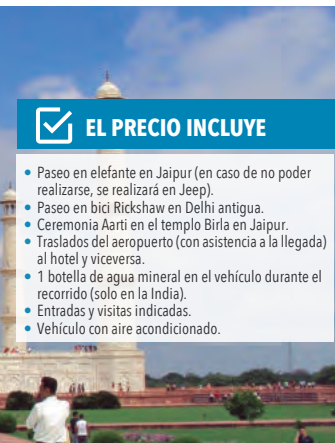 EL PRECIO INCLUYE
• Paseo en elefante en Jaipur (en caso de no poder
realizarse, se realizará en Jeep).
• Paseo en bici Rickshaw en Delhi antigua.
• Ceremonia Aarti en el templo Birla en Jaipur.
• Traslados del aeropuerto (con asistencia a la llegada)
al hotel y viceversa.
• 1 botella de agua mineral en el vehículo durante el
recorrido (solo en la India).
• Entradas y visitas indicadas.
• Vehículo con aire acondicionado.